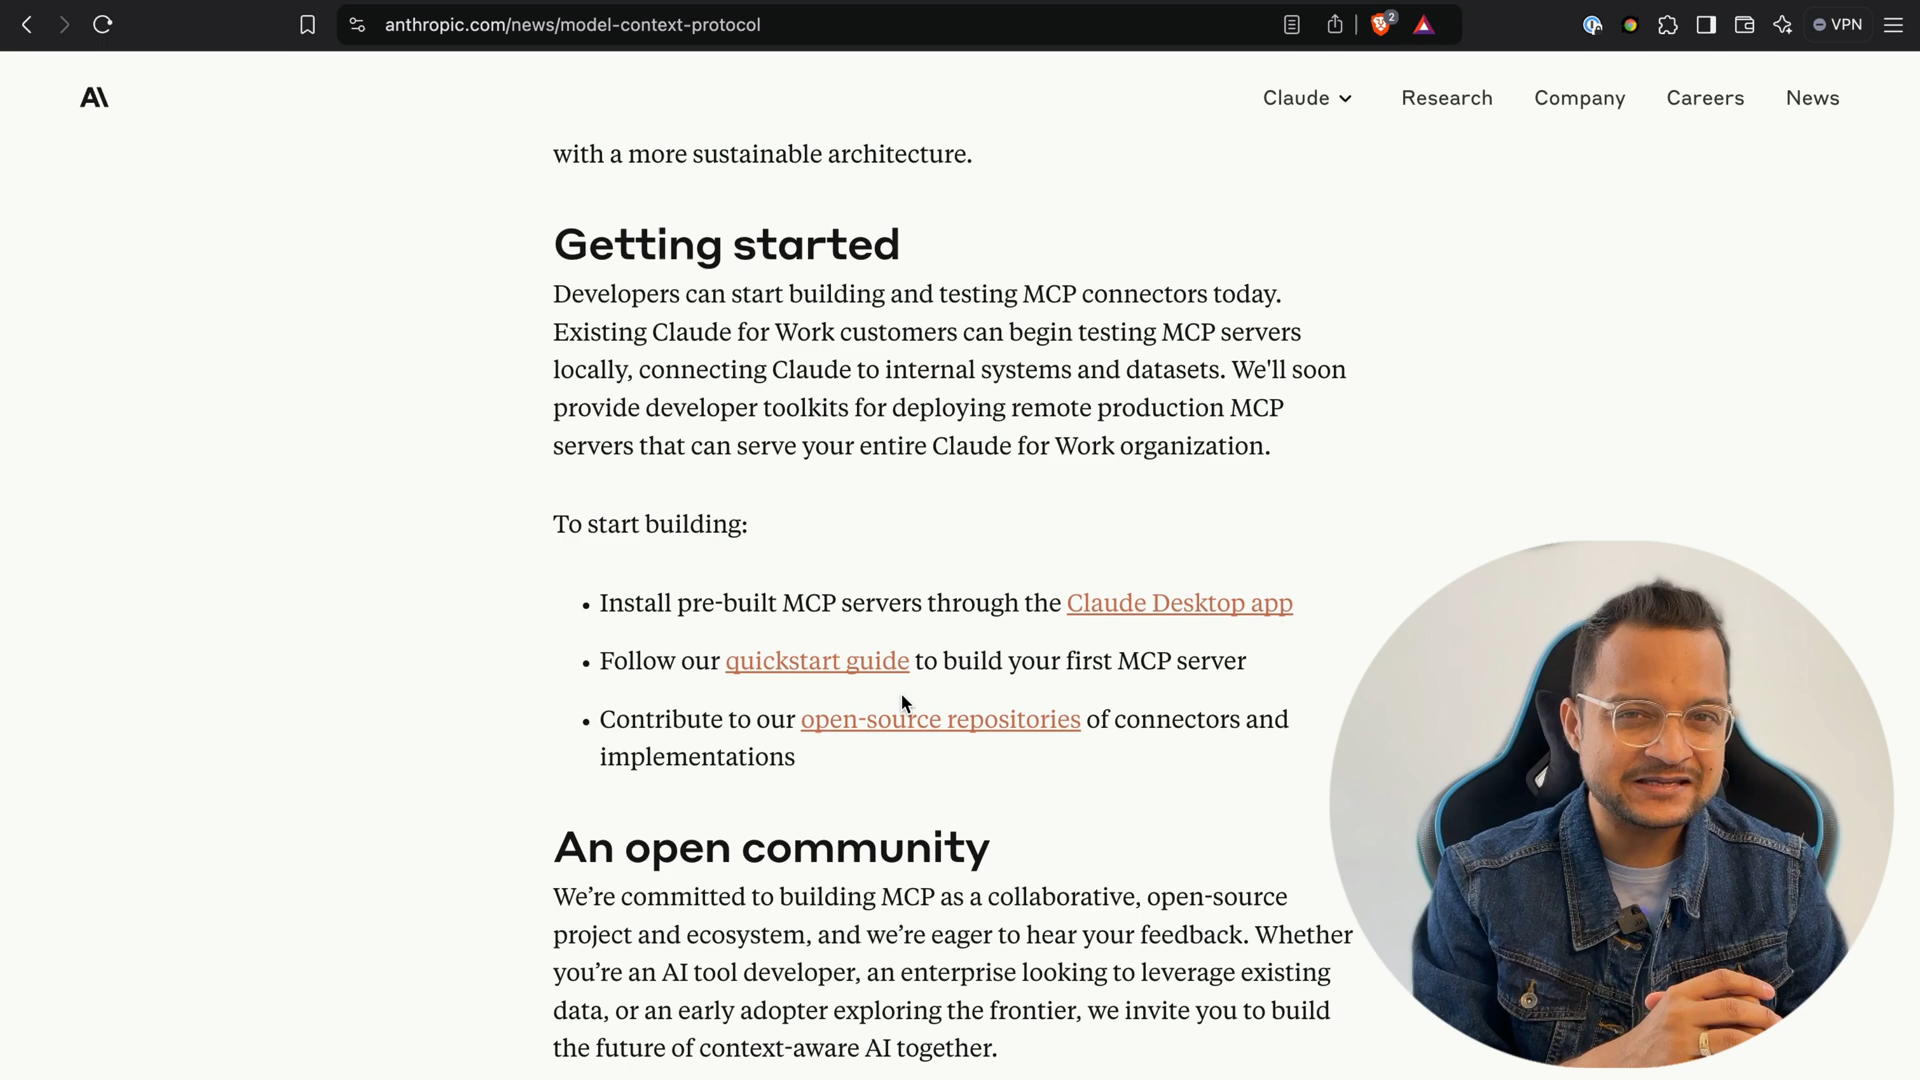 anthropic.com/news/model-context-protocol
2
VPN
A\
Claude
Research
Company
Careers
News
with a more sustainable architecture.
Getting started
Developers can start building and testing MCP connectors today.
Existing Claude for Work customers can begin testing MCP servers
locally, connecting Claude to internal systems and datasets. We'll soon
provide developer toolkits for deploying remote production MCP
servers that can serve your entire Claude for Work organization.
To start building:
• Install pre-built MCP servers through the Claude Desktop app
• Follow our quickstart guide to build your first MCP server
• Contribute to our open-source repositories of connectors and
implementations
An open community
We’re committed to building MCP as a collaborative, open-source
project and ecosystem, and we’re eager to hear your feedback. Whether
you’re an AI tool developer, an enterprise looking to leverage existing
data, or an early adopter exploring the frontier, we invite you to build
the future of context-aware AI together.